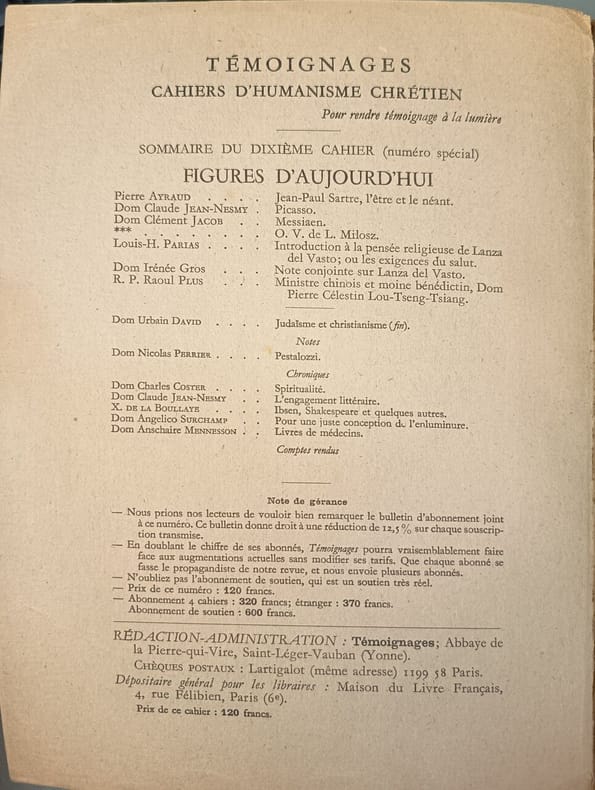 TÉMOIGNAGES
CAHIERS D'HUMANISME CHRÉTIEN
Pour rendre témoignage à la lumière
SOMMAIRE DU DIXIÈME CAHIER (numéro spécial)
FIGURES D'AUJOURD'HUI
Pierre AYRAUD . . . . Jean-Paul Sartre, l'être et le néant.
Dom Claude JEAN-NESMY . Picasso.
Dom Clément JACOB . . Messiaen.
*** . . . . . . . . O. V. de L. Milosz.
Louis-H. PARIAS . . . . Introduction à la pensée religieuse de Lanza
del Vasto; ou les exigences du salut.
Dom Irénée GROS . . . Note conjointe sur Lanza del Vasto.
R. P. Raoul PLUS . . . Ministre chinois et moine bénédictin, Dom
Pierre Célestin Lou-Tseng-Tsiang.
Dom Urbain DAVID . . . . Judaïsme et christianisme (fin).
Notes
Dom Nicolas PERRIER . . . . Pestalozzi.
Chroniques
Dom Charles COSTER . . . . Spiritualité.
Dom Claude JEAN-NESMY . . L'engagement littéraire.
X. DE LA BOULLAYE . . . . Ibsen, Shakespeare et quelques autres.
Dom Angelico SURCHAMP . . Pour une juste conception de l'enluminure.
Dom Anschaire MENNESSON . . Livres de médecins.
Comptes rendus
Note de gérance
— Nous prions nos lecteurs de vouloir bien remarquer le bulletin d'abonnement joint
à ce numéro. Ce bulletin donne droit à une réduction de 12,5 % sur chaque souscrip-
tion transmise.
— En doublant le chiffre de ses abonnés, Témoignages pourra vraisemblablement faire
face aux augmentations actuelles sans modifier ses tarifs. Que chaque abonné se
fasse le propagandiste de notre revue, et nous envoie plusieurs abonnés.
— N'oubliez pas l'abonnement de soutien, qui est un soutien très réel.
— Prix de ce numéro : 120 francs.
— Abonnement 4 cahiers : 320 francs; étranger : 370 francs.
Abonnement de soutien : 600 francs.
RÉDACTION-ADMINISTRATION : Témoignages; Abbaye de
la Pierre-qui-Vire, Saint-Léger-Vauban (Yonne).
CHÈQUES POSTAUX : Lartigalot (même adresse) 1199 58 Paris.
Dépositaire général pour les libraires : Maison du Livre Français,
4, rue Félibien, Paris (6e).
Prix de ce cahier : 120 francs.